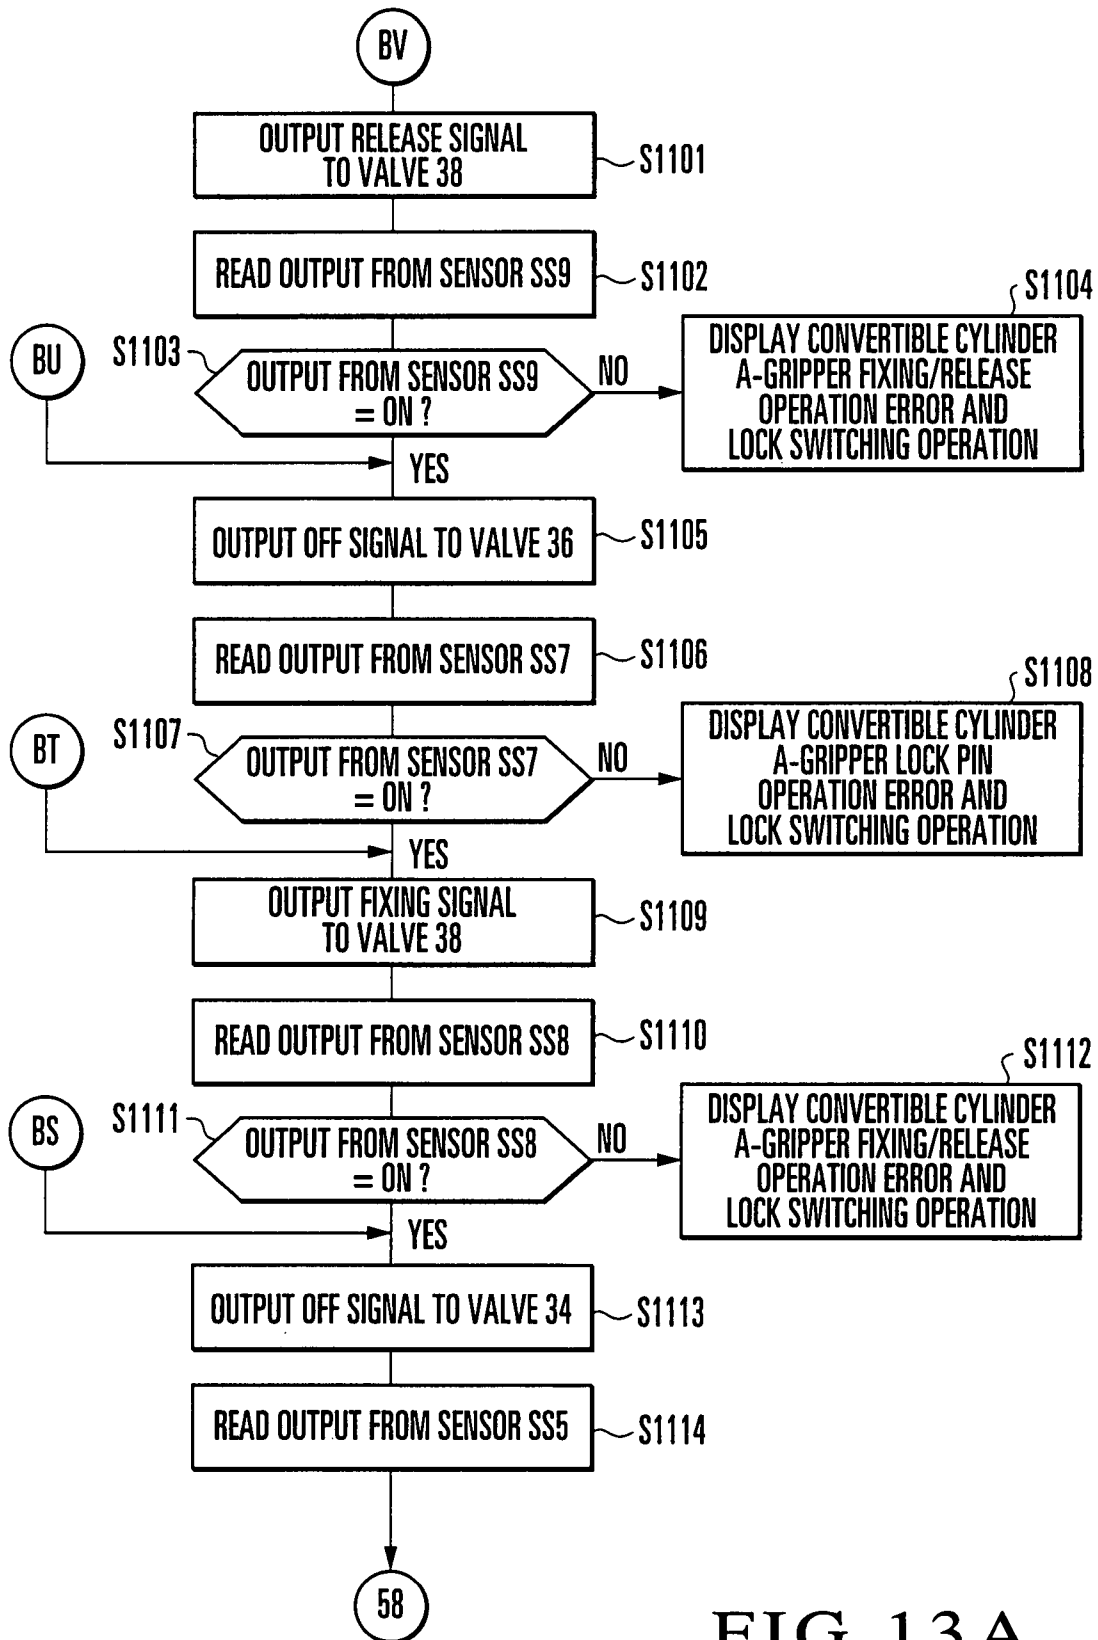 BV
OUTPUT RELEASE SIGNAL
TO VALVE 38
S1101
READ OUTPUT FROM SENSOR SS9
S1102
BU
S1103
OUTPUT FROM SENSOR SS9
= ON ?
NO
S1104
DISPLAY CONVERTIBLE CYLINDER
A-GRIPPER FIXING/RELEASE
OPERATION ERROR AND
LOCK SWITCHING OPERATION
YES
OUTPUT OFF SIGNAL TO VALVE 36
S1105
READ OUTPUT FROM SENSOR SS7
S1106
BT
S1107
OUTPUT FROM SENSOR SS7
= ON ?
NO
S1108
DISPLAY CONVERTIBLE CYLINDER
A-GRIPPER LOCK PIN
OPERATION ERROR AND
LOCK SWITCHING OPERATION
YES
OUTPUT FIXING SIGNAL
TO VALVE 38
S1109
READ OUTPUT FROM SENSOR SS8
S1110
BS
S1111
OUTPUT FROM SENSOR SS8
= ON ?
NO
S1112
DISPLAY CONVERTIBLE CYLINDER
A-GRIPPER FIXING/RELEASE
OPERATION ERROR AND
LOCK SWITCHING OPERATION
YES
OUTPUT OFF SIGNAL TO VALVE 34
S1113
READ OUTPUT FROM SENSOR SS5
S1114
58
FIG. 13A